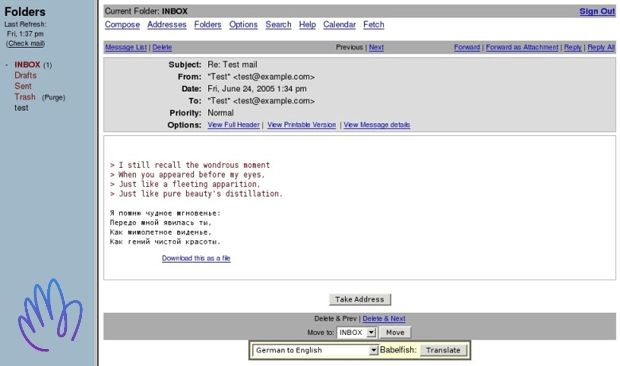 Folders
Last Refresh:
Fri, 1:37 pm
(Check mail)
- INBOX (1)
Drafts
Sent
Trash (Purge)
test
Current Folder: INBOX Sign Out
Compose Addresses Folders Options Search Help Calendar Fetch
Message List | Delete Previous | Next Forward | Forward as Attachment | Reply | Reply All
Subject: Re: Test mail
From: "Test" <test@example.com>
Date: Fri, June 24, 2005 1:34 pm
To: "Test" <test@example.com>
Priority: Normal
Options: View Full Header | View Printable Version | View Message details
> I still recall the wondrous moment
> When you appeared before my eyes,
> Just like a fleeting apparition,
> Just like pure beauty's distillation.
Я помню чудное мгновенье:
Передо мной явилась ты,
Как мимолетное виденье,
Как гений чистой красоты.
Download this as a file
Take Address
Delete & Prev | Delete & Next
Move to: INBOX Move
German to English Babelfish: Translate